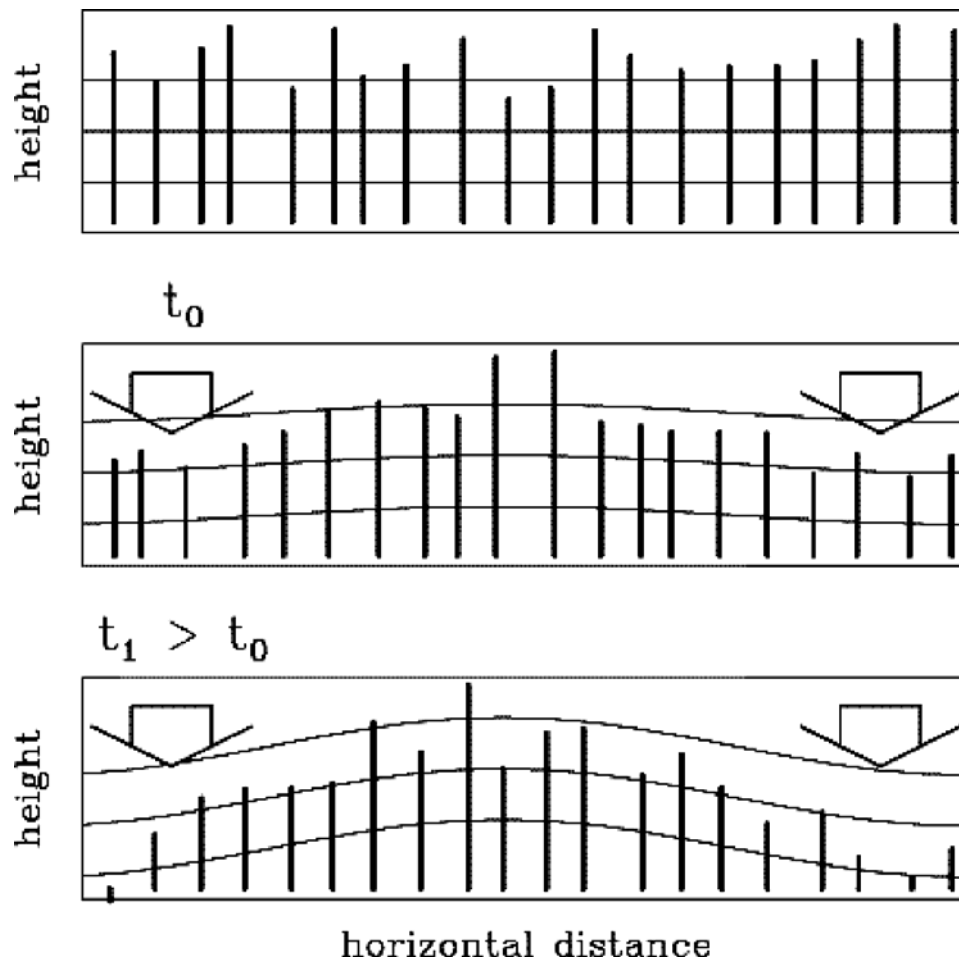 height
t₀
height
t₁ > t₀
height
horizontal distance